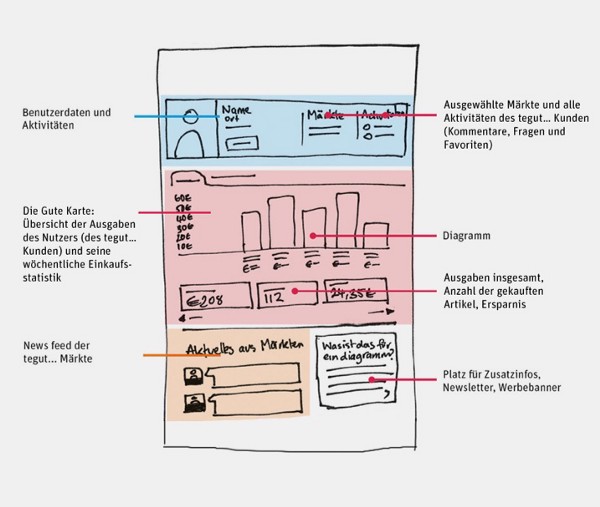 Benutzerdaten und
Aktivitäten
Name
ort
Märkte
Ausgewählte Märkte und alle
Aktivitäten des tegut... Kunden
(Kommentare, Fragen und
Favoriten)
Die Gute Karte:
Übersicht der Ausgaben
des Nutzers (des tegut...
Kunden) und seine
wöchentliche Einkaufs-
statistik
60€
50€
40€
30€
20€
10€
Diagramm
€208
112
24,35€
Ausgaben insgesamt,
Anzahl der gekauften
Artikel, Ersparnis
News feed der
tegut... Märkte
Aktuelles aus Märkten
Was ist das für
ein diagramm?
Platz für Zusatzinfos,
Newsletter, Werbebanner